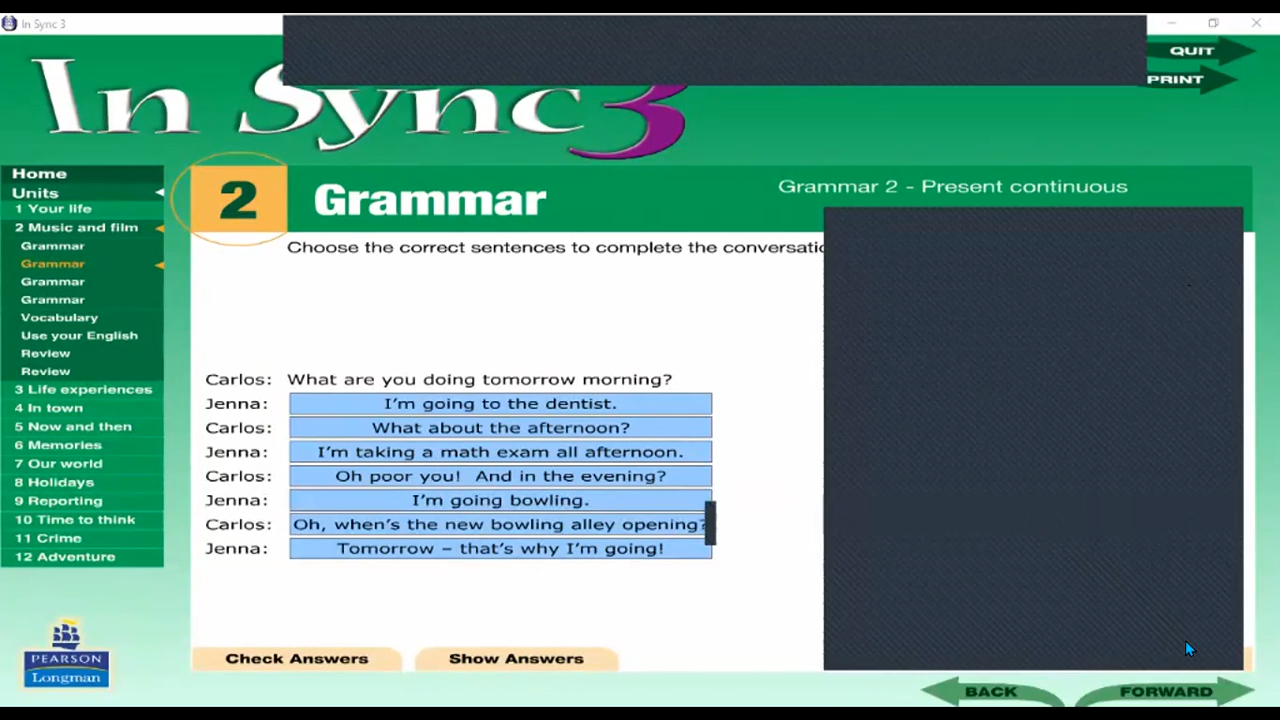 In Sync 3
QUIT
PRINT
In Sync 3
Home
Units
1 Your life
2 Music and film
Grammar
Grammar
Grammar
Grammar
Vocabulary
Use your English
Review
Review
3 Life experiences
4 In town
5 Now and then
6 Memories
7 Our world
8 Holidays
9 Reporting
10 Time to think
11 Crime
12 Adventure
PEARSON
Longman
2 Grammar
Grammar 2 - Present continuous
Choose the correct sentences to complete the
Carlos: What are you doing tomorrow morning?
Jenna: I'm going to the dentist.
Carlos: What about the afternoon?
Jenna: I'm taking a math exam all afternoon.
Carlos: Oh poor you! And in the evening?
Jenna: I'm going bowling.
Carlos: Oh, when's the new bowling alley opening?
Jenna: Tomorrow – that's why I'm going!
Check Answers
Show Answers
BACK
FORWARD